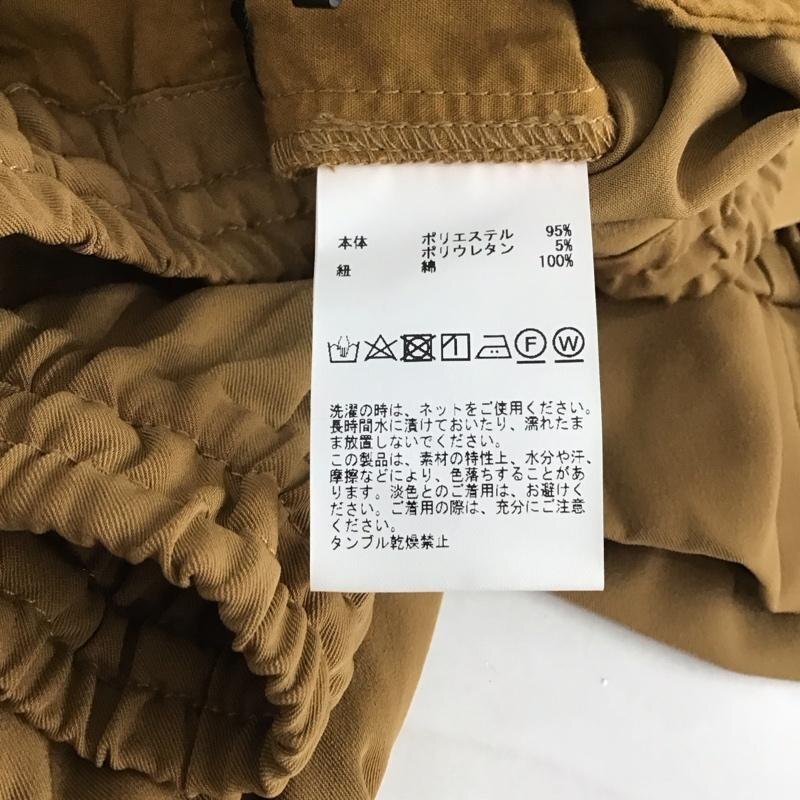 本体 ポリエステル 95%
ポリウレタン 5%
紐 綿 100%
F W
洗濯の時は、ネットをご使用ください。
長時間水に漬けておいたり、濡れたまま
ま放置しないでください。
この製品は、素材の特性上、水分や汗、
摩擦などにより、色落ちすることがあ
ります。淡色とのご着用は、お避けく
ださい。ご着用の際は、充分にご注意
ください。
タンブル乾燥禁止